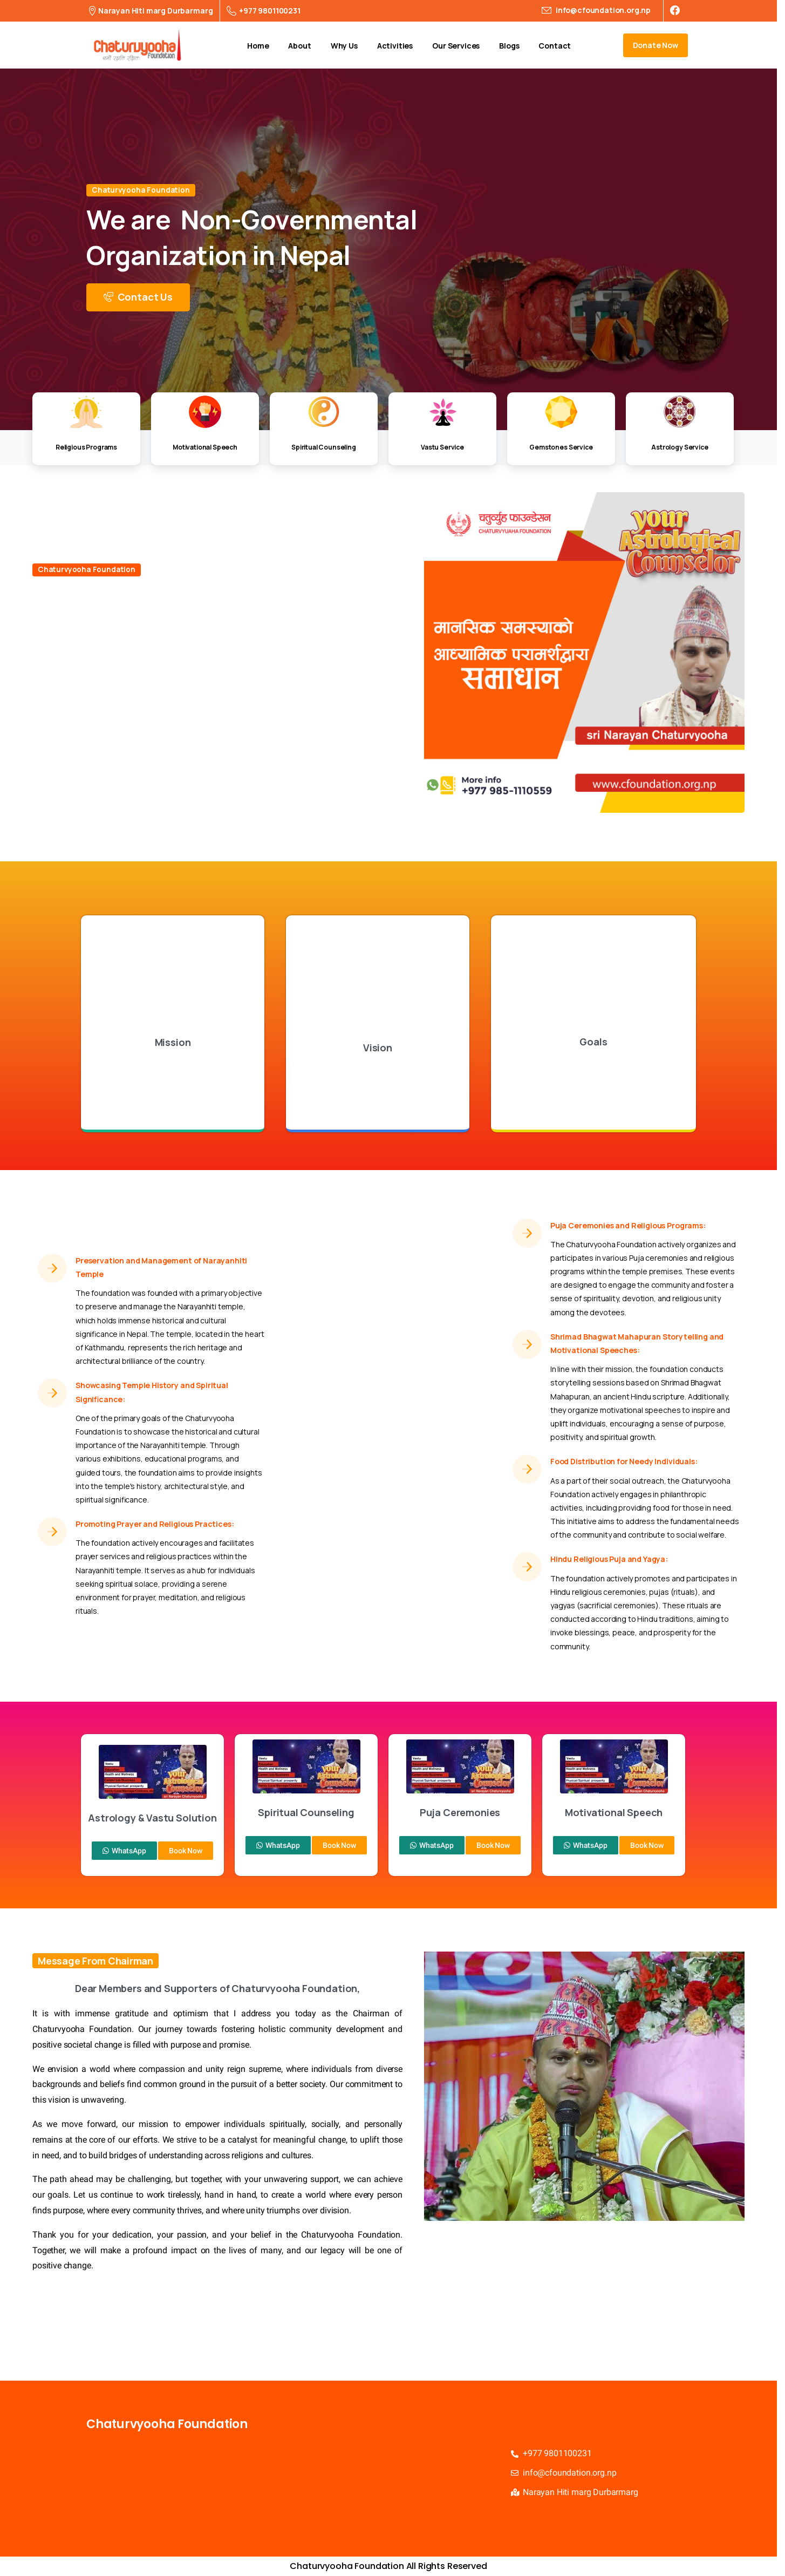 Narayan Hiti marg Durbarmarg
+977 9801100231
info@cfoundation.org.np
Chaturvyooha
Foundation
Home
About
Why Us
Activities
Our Services
Blogs
Contact
Donate Now
Chaturvyooha Foundation
We are Non-Governmental
Organization in Nepal
Contact Us
Religious Programs
Motivational Speech
Spiritual Counseling
Vastu Service
Gemstones Service
Astrology Service
Chaturvyooha Foundation
चतुर्व्युह फाउन्डेसन
CHATURVYUAHA FOUNDATION
your
Astrological
Counselor
मानसिक समस्याको
आध्यामिक परामर्शद्वारा
समाधान
sri Narayan Chaturvyooha
More info
+977 985-1110559
www.cfoundation.org.np
Mission
Vision
Goals
Preservation and Management of Narayanhiti
Temple
The foundation was founded with a primary objective
to preserve and manage the Narayanhiti temple,
which holds immense historical and cultural
significance in Nepal. The temple, located in the heart
of Kathmandu, represents the rich heritage and
architectural brilliance of the country.
Showcasing Temple History and Spiritual
Significance:
One of the primary goals of the Chaturvyooha
Foundation is to showcase the historical and cultural
importance of the Narayanhiti temple. Through
various exhibitions, educational programs, and
guided tours, the foundation aims to provide insights
into the temple's history, architectural style, and
spiritual significance.
Promoting Prayer and Religious Practices:
The foundation actively encourages and facilitates
prayer services and religious practices within the
Narayanhiti temple. It serves as a hub for individuals
seeking spiritual solace, providing a serene
environment for prayer, meditation, and religious
rituals.
Puja Ceremonies and Religious Programs:
The Chaturvyooha Foundation actively organizes and
participates in various Puja ceremonies and religious
programs within the temple premises. These events
are designed to engage the community and foster a
sense of spirituality, devotion, and religious unity
among the devotees.
Shrimad Bhagwat Mahapuran Storytelling and
Motivational Speeches:
In line with their mission, the foundation conducts
storytelling sessions based on Shrimad Bhagwat
Mahapuran, an ancient Hindu scripture. Additionally,
they organize motivational speeches to inspire and
uplift individuals, encouraging a sense of purpose,
positivity, and spiritual growth.
Food Distribution for Needy Individuals:
As a part of their social outreach, the Chaturvyooha
Foundation actively engages in philanthropic
activities, including providing food for those in need.
This initiative aims to address the fundamental needs
of the community and contribute to social welfare.
Hindu Religious Puja and Yagya:
The foundation actively promotes and participates in
Hindu religious ceremonies, pujas (rituals), and
yagyas (sacrificial ceremonies). These rituals are
conducted according to Hindu traditions, aiming to
invoke blessings, peace, and prosperity for the
community.
Astrology & Vastu Solution
WhatsApp
Book Now
Spiritual Counseling
WhatsApp
Book Now
Puja Ceremonies
WhatsApp
Book Now
Motivational Speech
WhatsApp
Book Now
Message From Chairman
Dear Members and Supporters of Chaturvyooha Foundation,
It is with immense gratitude and optimism that I address you today as the Chairman of
Chaturvyooha Foundation. Our journey towards fostering holistic community development and
positive societal change is filled with purpose and promise.
We envision a world where compassion and unity reign supreme, where individuals from diverse
backgrounds and beliefs find common ground in the pursuit of a better society. Our commitment to
this vision is unwavering.
As we move forward, our mission to empower individuals spiritually, socially, and personally
remains at the core of our efforts. We strive to be a catalyst for meaningful change, to uplift those
in need, and to build bridges of understanding across religions and cultures.
The path ahead may be challenging, but together, with your unwavering support, we can achieve
our goals. Let us continue to work tirelessly, hand in hand, to create a world where every person
finds purpose, where every community thrives, and where unity triumphs over division.
Thank you for your dedication, your passion, and your belief in the Chaturvyooha Foundation.
Together, we will make a profound impact on the lives of many, and our legacy will be one of
positive change.
Chaturvyooha Foundation
+977 9801100231
info@cfoundation.org.np
Narayan Hiti marg Durbarmarg
Chaturvyooha Foundation All Rights Reserved